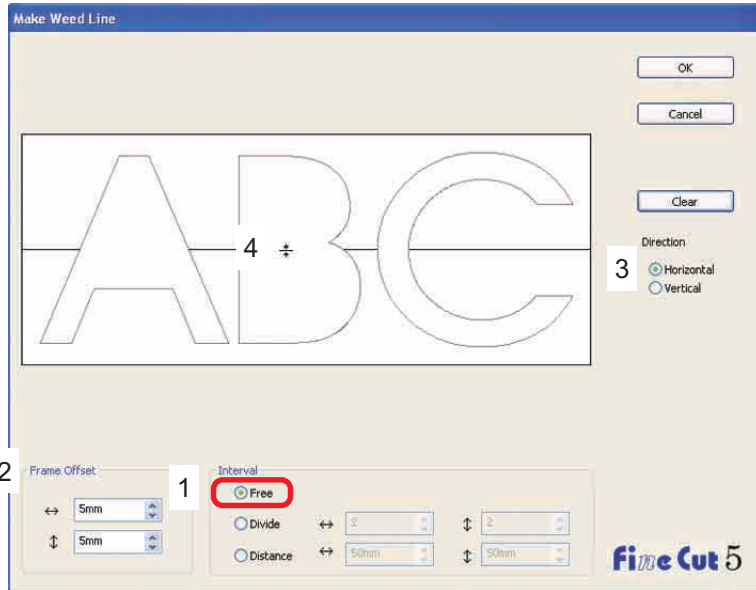 Make Weed Line
OK
Cancel
Clear
ABC
4
Direction
3
Horizontal
Vertical
2
Frame Offset
5mm
5mm
1
Interval
Free
Divide
2
2
Distance
50mm
50mm
Fine Cut 5